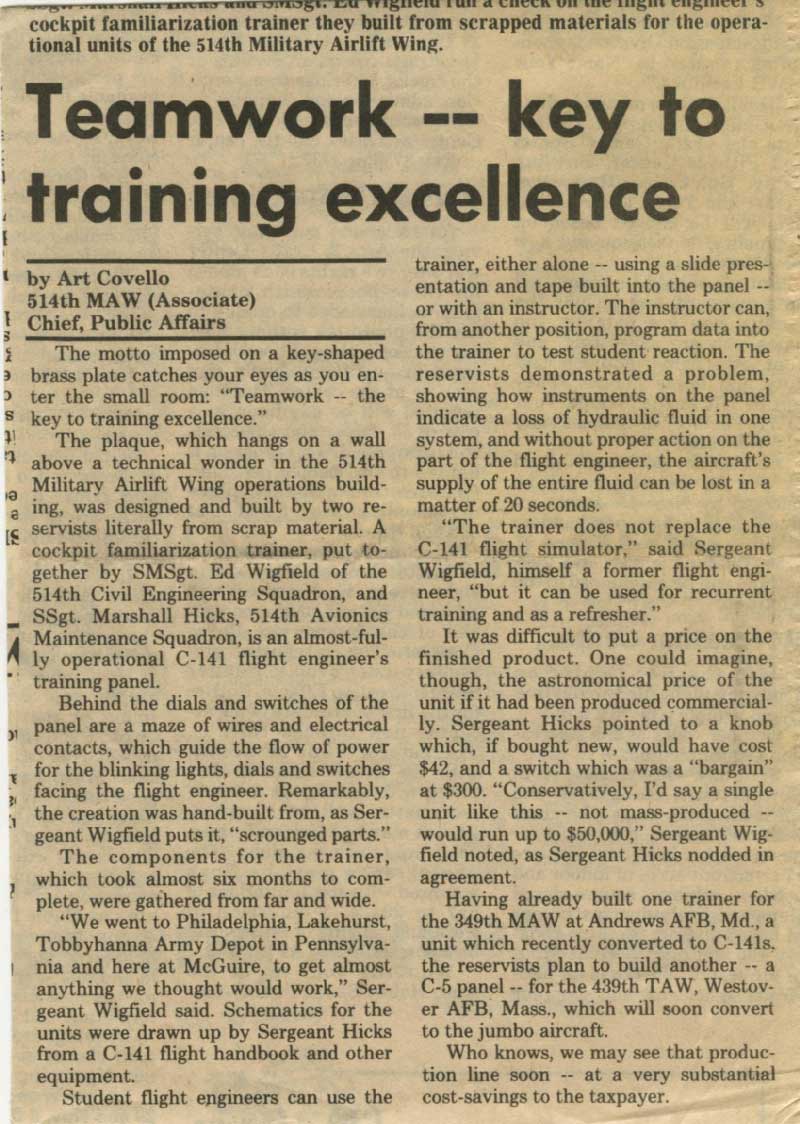 Hicks and SMSgt. Ed Wigfield run a check on the flight engineer's
cockpit familiarization trainer they built from scrapped materials for the opera-
tional units of the 514th Military Airlift Wing.
Teamwork -- key to
training excellence
by Art Covello
514th MAW (Associate)
Chief, Public Affairs
The motto imposed on a key-shaped
brass plate catches your eyes as you en-
ter the small room: "Teamwork -- the
key to training excellence."
The plaque, which hangs on a wall
above a technical wonder in the 514th
Military Airlift Wing operations build-
ing, was designed and built by two re-
servists literally from scrap material. A
cockpit familiarization trainer, put to-
gether by SMSgt. Ed Wigfield of the
514th Civil Engineering Squadron, and
SSgt. Marshall Hicks, 514th Avionics
Maintenance Squadron, is an almost-ful-
ly operational C-141 flight engineer's
training panel.
Behind the dials and switches of the
panel are a maze of wires and electrical
contacts, which guide the flow of power
for the blinking lights, dials and switches
facing the flight engineer. Remarkably,
the creation was hand-built from, as Ser-
geant Wigfield puts it, "scrounged parts."
The components for the trainer,
which took almost six months to com-
plete, were gathered from far and wide.
"We went to Philadelphia, Lakehurst,
Tobbyhanna Army Depot in Pennsylva-
nia and here at McGuire, to get almost
anything we thought would work," Ser-
geant Wigfield said. Schematics for the
units were drawn up by Sergeant Hicks
from a C-141 flight handbook and other
equipment.
Student flight engineers can use the
trainer, either alone -- using a slide pres-
entation and tape built into the panel --
or with an instructor. The instructor can,
from another position, program data into
the trainer to test student reaction. The
reservists demonstrated a problem,
showing how instruments on the panel
indicate a loss of hydraulic fluid in one
system, and without proper action on the
part of the flight engineer, the aircraft's
supply of the entire fluid can be lost in a
matter of 20 seconds.
"The trainer does not replace the
C-141 flight simulator," said Sergeant
Wigfield, himself a former flight engi-
neer, "but it can be used for recurrent
training and as a refresher."
It was difficult to put a price on the
finished product. One could imagine,
though, the astronomical price of the
unit if it had been produced commercial-
ly. Sergeant Hicks pointed to a knob
which, if bought new, would have cost
$42, and a switch which was a "bargain"
at $300. "Conservatively, I'd say a single
unit like this -- not mass-produced --
would run up to $50,000," Sergeant Wig-
field noted, as Sergeant Hicks nodded in
agreement.
Having already built one trainer for
the 349th MAW at Andrews AFB, Md., a
unit which recently converted to C-141s,
the reservists plan to build another -- a
C-5 panel -- for the 439th TAW, Westov-
er AFB, Mass., which will soon convert
to the jumbo aircraft.
Who knows, we may see that produc-
tion line soon -- at a very substantial
cost-savings to the taxpayer.